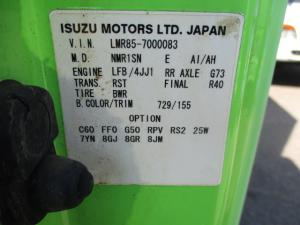 ISUZU MOTORS LTD. JAPAN
V.I.N. LMR85-7000083
M.D. NMR1SN E AI/AH
ENGINE LFB/4JJ1 RR AXLE G73
TRANS. RST FINAL R40
TIRE BWR
B.COLOR/TRIM 729/155
OPTION
C60 FFO G50 RPV RS2 25W
7YN 8GJ 8GR 8JM